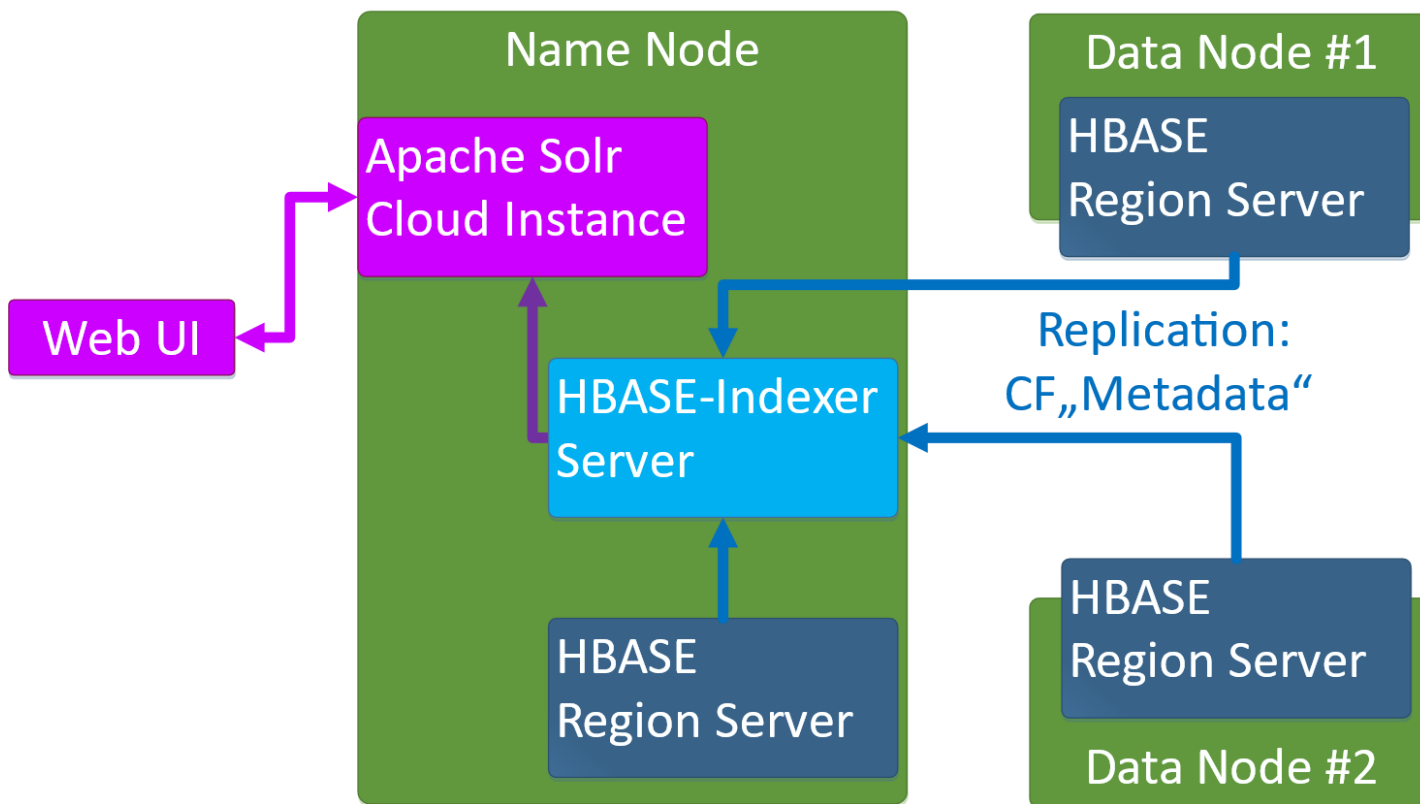 Name Node
Apache Solr
Cloud Instance
Web UI
HBASE-Indexer
Server
HBASE
Region Server
Data Node #1
HBASE
Region Server
Replication:
CF„Metadata“
HBASE
Region Server
Data Node #2